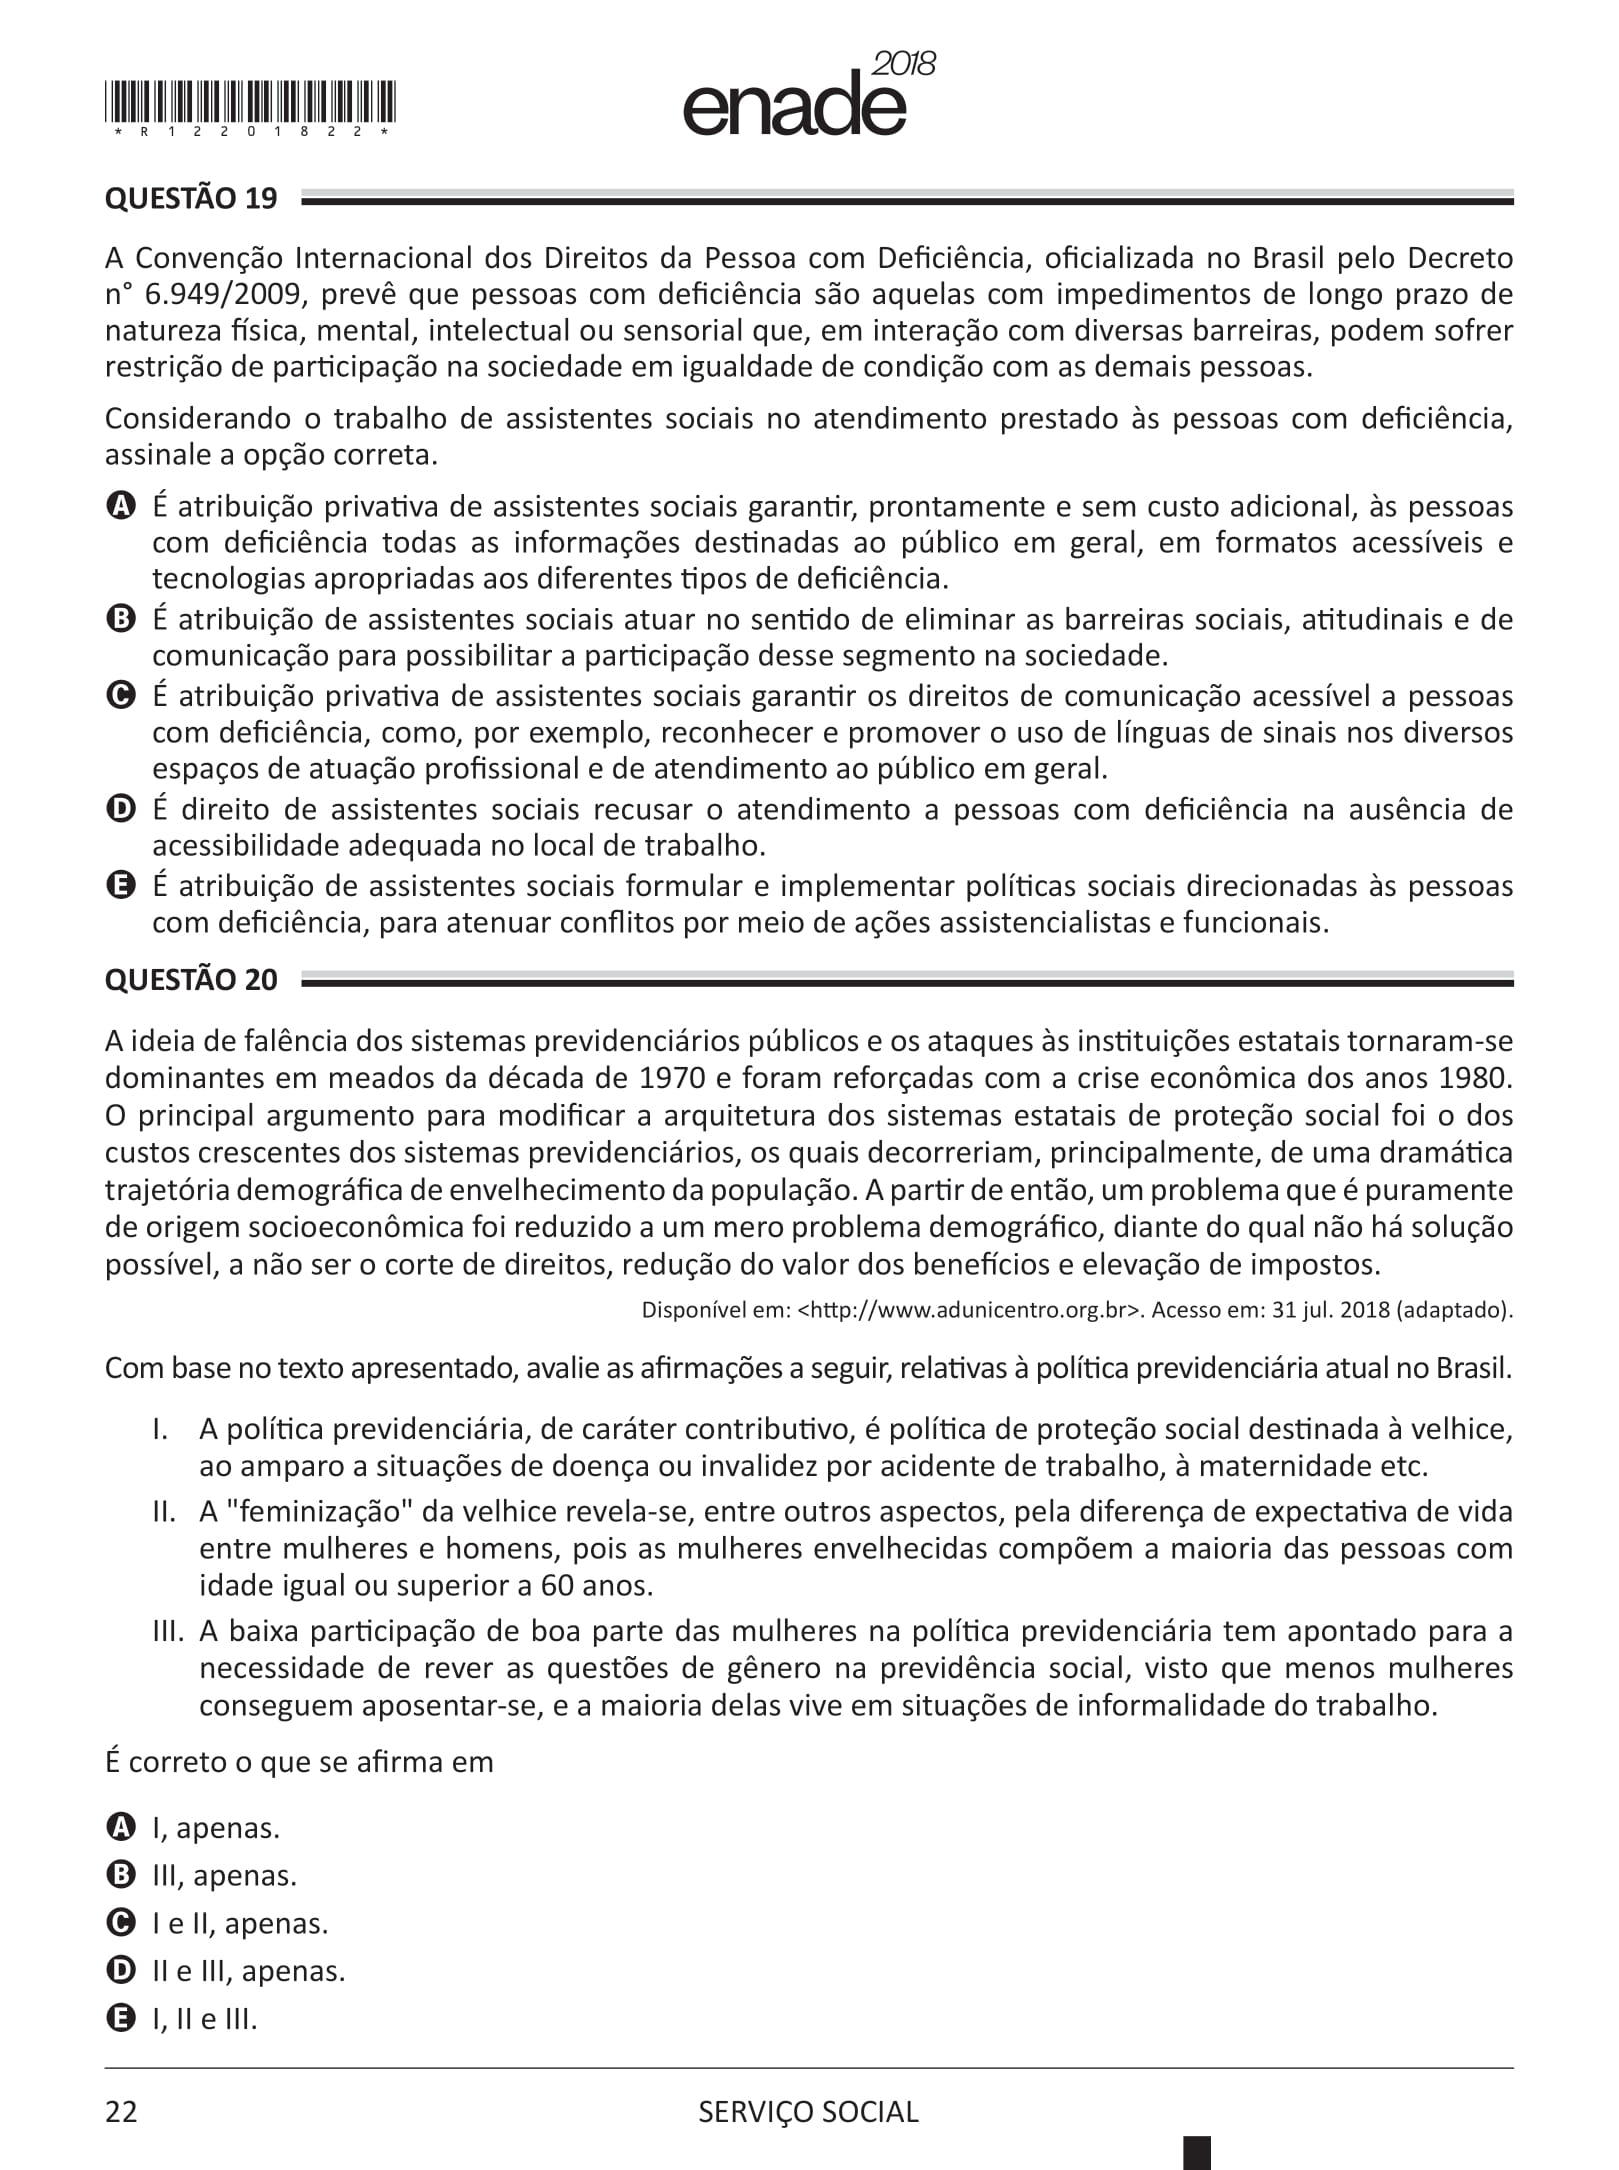 *R12201822*
enade 2018
QUESTÃO 19
A Convenção Internacional dos Direitos da Pessoa com Deficiência, oficializada no Brasil pelo Decreto
n° 6.949/2009, prevê que pessoas com deficiência são aquelas com impedimentos de longo prazo de
natureza física, mental, intelectual ou sensorial que, em interação com diversas barreiras, podem sofrer
restrição de participação na sociedade em igualdade de condição com as demais pessoas.
Considerando o trabalho de assistentes sociais no atendimento prestado às pessoas com deficiência,
assinale a opção correta.
A É atribuição privativa de assistentes sociais garantir, prontamente e sem custo adicional, às pessoas
com deficiência todas as informações destinadas ao público em geral, em formatos acessíveis e
tecnologias apropriadas aos diferentes tipos de deficiência.
B É atribuição de assistentes sociais atuar no sentido de eliminar as barreiras sociais, atitudinais e de
comunicação para possibilitar a participação desse segmento na sociedade.
C É atribuição privativa de assistentes sociais garantir os direitos de comunicação acessível a pessoas
com deficiência, como, por exemplo, reconhecer e promover o uso de línguas de sinais nos diversos
espaços de atuação profissional e de atendimento ao público em geral.
D É direito de assistentes sociais recusar o atendimento a pessoas com deficiência na ausência de
acessibilidade adequada no local de trabalho.
E É atribuição de assistentes sociais formular e implementar políticas sociais direcionadas às pessoas
com deficiência, para atenuar conflitos por meio de ações assistencialistas e funcionais.
QUESTÃO 20
A ideia de falência dos sistemas previdenciários públicos e os ataques às instituições estatais tornaram-se
dominantes em meados da década de 1970 e foram reforçadas com a crise econômica dos anos 1980.
O principal argumento para modificar a arquitetura dos sistemas estatais de proteção social foi o dos
custos crescentes dos sistemas previdenciários, os quais decorreriam, principalmente, de uma dramática
trajetória demográfica de envelhecimento da população. A partir de então, um problema que é puramente
de origem socioeconômica foi reduzido a um mero problema demográfico, diante do qual não há solução
possível, a não ser o corte de direitos, redução do valor dos benefícios e elevação de impostos.
Disponível em: <http://www.adunicentro.org.br>. Acesso em: 31 jul. 2018 (adaptado).
Com base no texto apresentado, avalie as afirmações a seguir, relativas à política previdenciária atual no Brasil.
I. A política previdenciária, de caráter contributivo, é política de proteção social destinada à velhice,
ao amparo a situações de doença ou invalidez por acidente de trabalho, à maternidade etc.
II. A "feminização" da velhice revela-se, entre outros aspectos, pela diferença de expectativa de vida
entre mulheres e homens, pois as mulheres envelhecidas compõem a maioria das pessoas com
idade igual ou superior a 60 anos.
III. A baixa participação de boa parte das mulheres na política previdenciária tem apontado para a
necessidade de rever as questões de gênero na previdência social, visto que menos mulheres
conseguem aposentar-se, e a maioria delas vive em situações de informalidade do trabalho.
É correto o que se afirma em
A I, apenas.
B III, apenas.
C I e II, apenas.
D II e III, apenas.
E I, II e III.
22
SERVIÇO SOCIAL